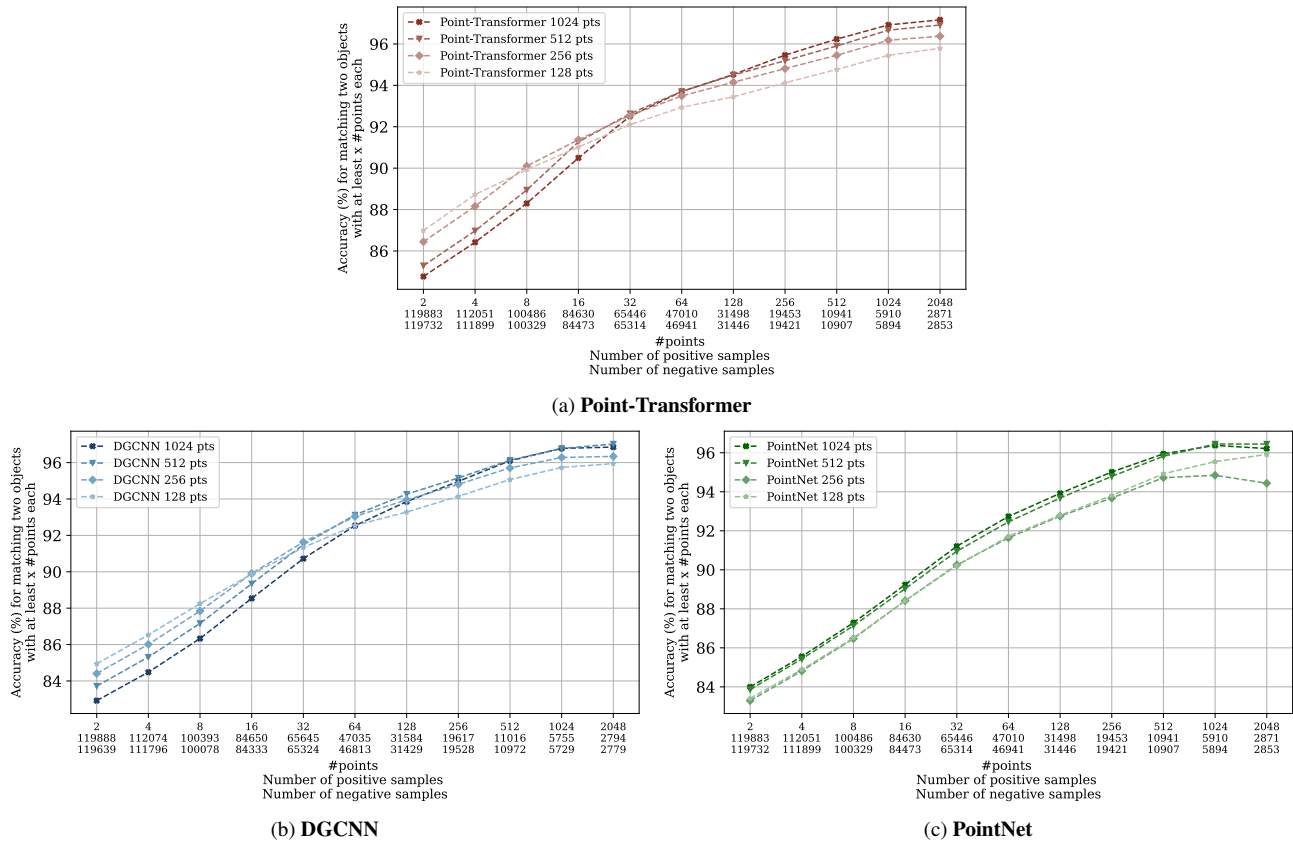 Accuracy (%) for matching two objects
with at least x #points each
Point-Transformer 1024 pts
Point-Transformer 512 pts
Point-Transformer 256 pts
Point-Transformer 128 pts
96
94
92
90
88
86
2 4 8 16 32 64 128 256 512 1024 2048
119883 112051 100486 84630 65446 47010 31498 19453 10941 5910 2871
119732 111899 100329 84473 65314 46941 31446 19421 10907 5894 2853
#points
Number of positive samples
Number of negative samples
(a) Point-Transformer
Accuracy (%) for matching two objects
with at least x #points each
DGCNN 1024 pts
DGCNN 512 pts
DGCNN 256 pts
DGCNN 128 pts
96
94
92
90
88
86
84
2 4 8 16 32 64 128 256 512 1024 2048
119888 112074 100393 84650 65645 47035 31584 19617 11016 5755 2794
119639 111796 100078 84333 65324 46813 31429 19528 10972 5729 2779
#points
Number of positive samples
Number of negative samples
(b) DGCNN
Accuracy (%) for matching two objects
with at least x #points each
PointNet 1024 pts
PointNet 512 pts
PointNet 256 pts
PointNet 128 pts
96
94
92
90
88
86
84
2 4 8 16 32 64 128 256 512 1024 2048
119883 112051 100486 84630 65446 47010 31498 19453 10941 5910 2871
119732 111899 100329 84473 65314 46941 31446 19421 10907 5894 2853
#points
Number of positive samples
Number of negative samples
(c) PointNet